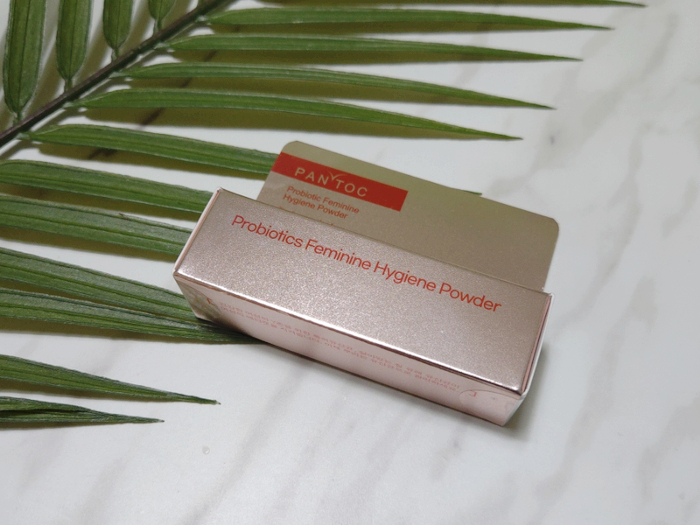 PANTOC
Probiotic Feminine
Hygiene Powder
Probiotics Feminine Hygiene Powder